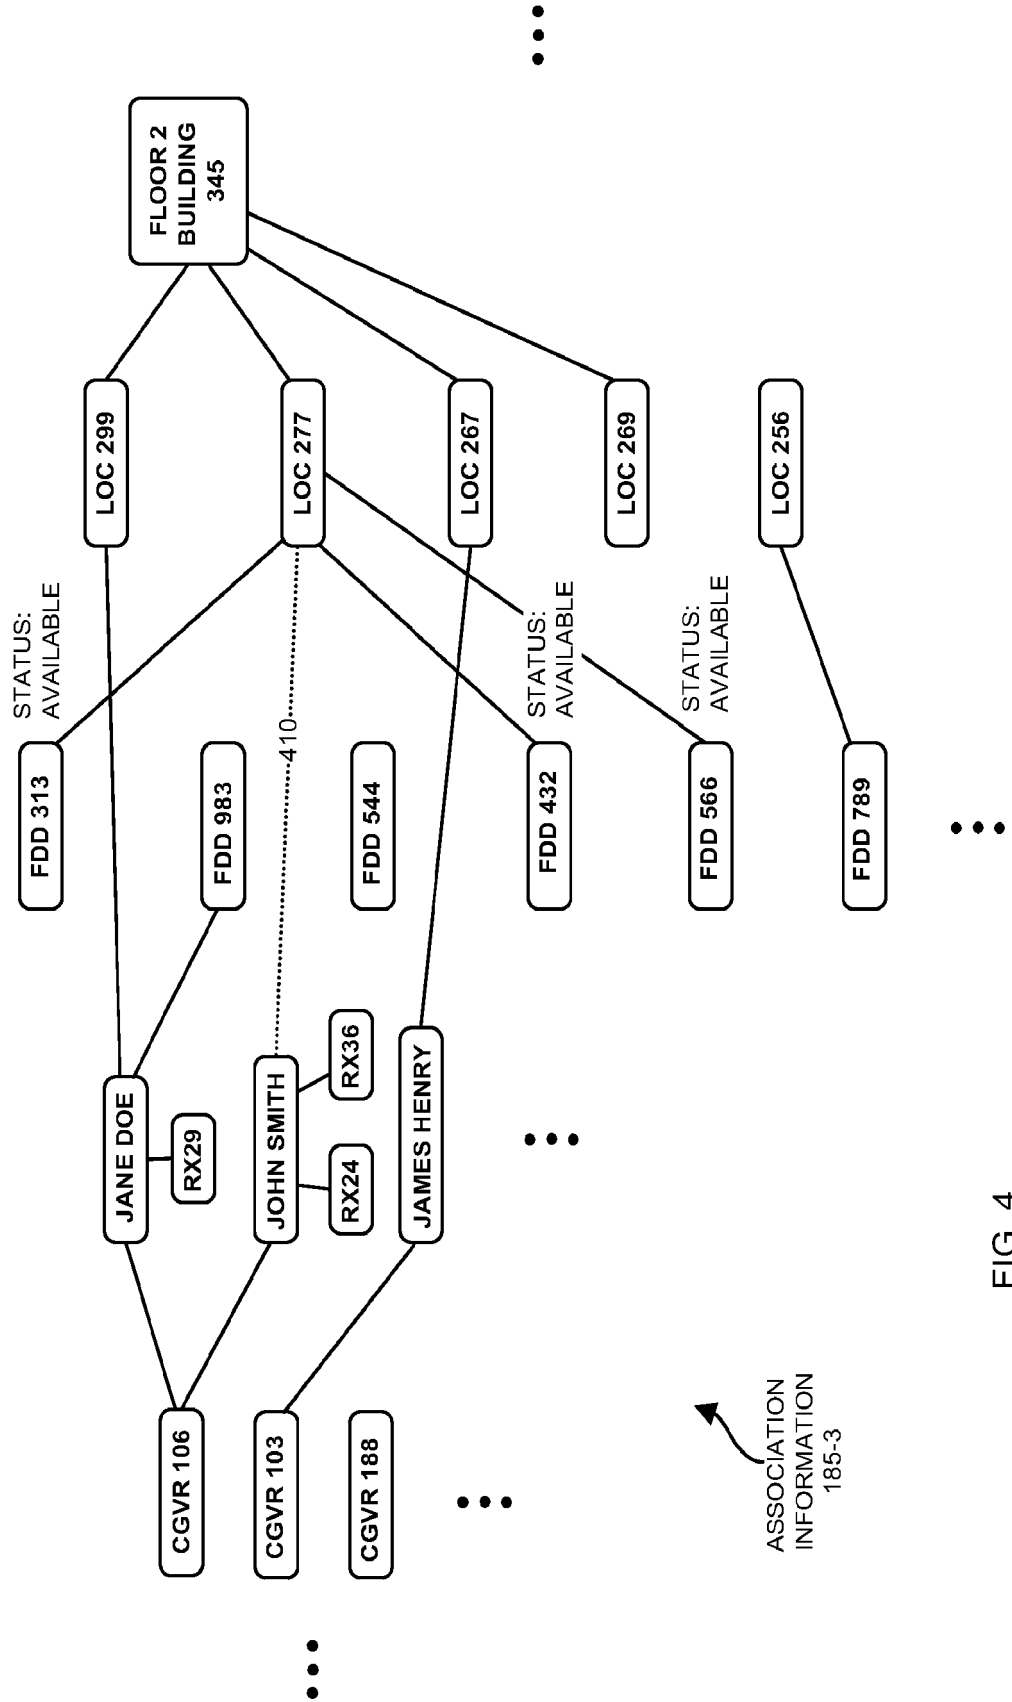 FLOOR 2
BUILDING
345
LOC 299
LOC 277
LOC 267
LOC 269
LOC 256
STATUS:
AVAILABLE
STATUS:
AVAILABLE
STATUS:
AVAILABLE
410
FDD 313
FDD 983
FDD 544
FDD 432
FDD 566
FDD 789
JANE DOE
RX29
JOHN SMITH
RX24
RX36
JAMES HENRY
CGVR 106
CGVR 103
CGVR 188
ASSOCIATION
INFORMATION
185-3
FIG. 4